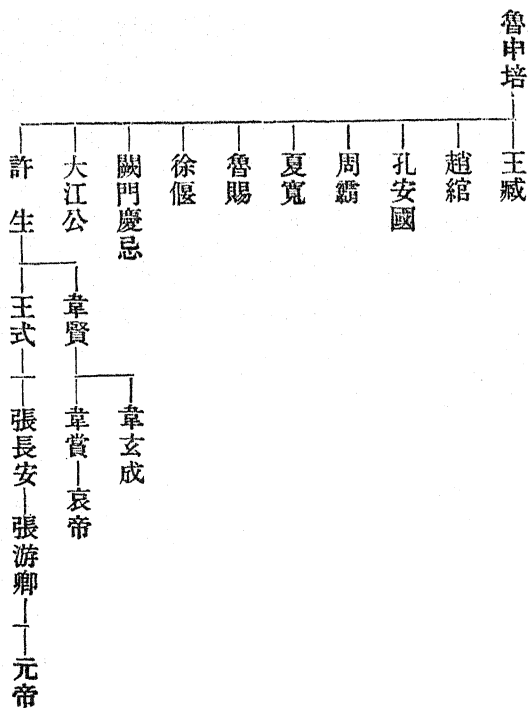 魯申培
王臧
趙綰
孔安國
周霸
夏寬
魯賜
徐偃
闕門慶忌
大江公
許生
韋賢
王式
韋玄成
韋賞
哀帝
張長安
張游卿
元帝